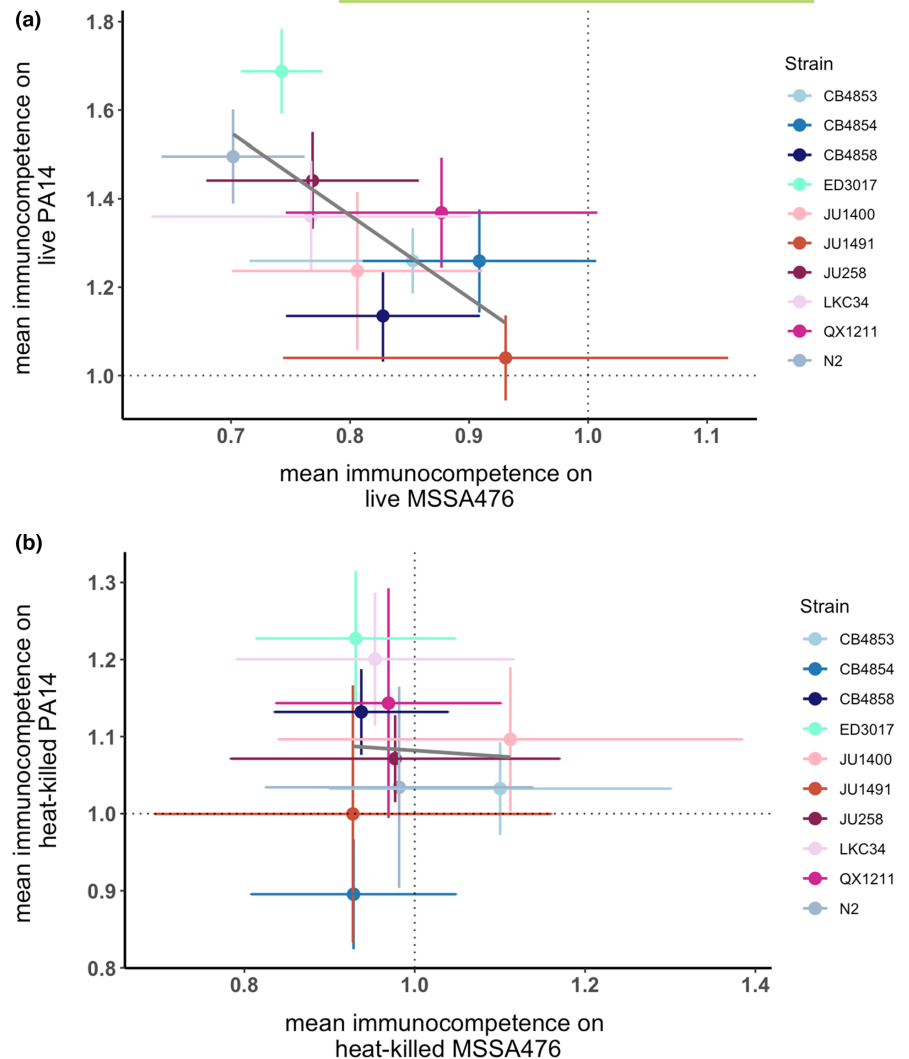 (a)
mean immunocompetence on
live PA14
1.8
1.6
1.4
1.2
1.0
0.7 0.8 0.9 1.0 1.1
mean immunocompetence on
live MSSA476
Strain
CB4853
CB4854
CB4858
ED3017
JU1400
JU1491
JU258
LKC34
QX1211
N2
(b)
mean immunocompetence on
heat-killed PA14
1.3
1.2
1.1
1.0
0.9
0.8
0.8 1.0 1.2 1.4
mean immunocompetence on
heat-killed MSSA476
Strain
CB4853
CB4854
CB4858
ED3017
JU1400
JU1491
JU258
LKC34
QX1211
N2